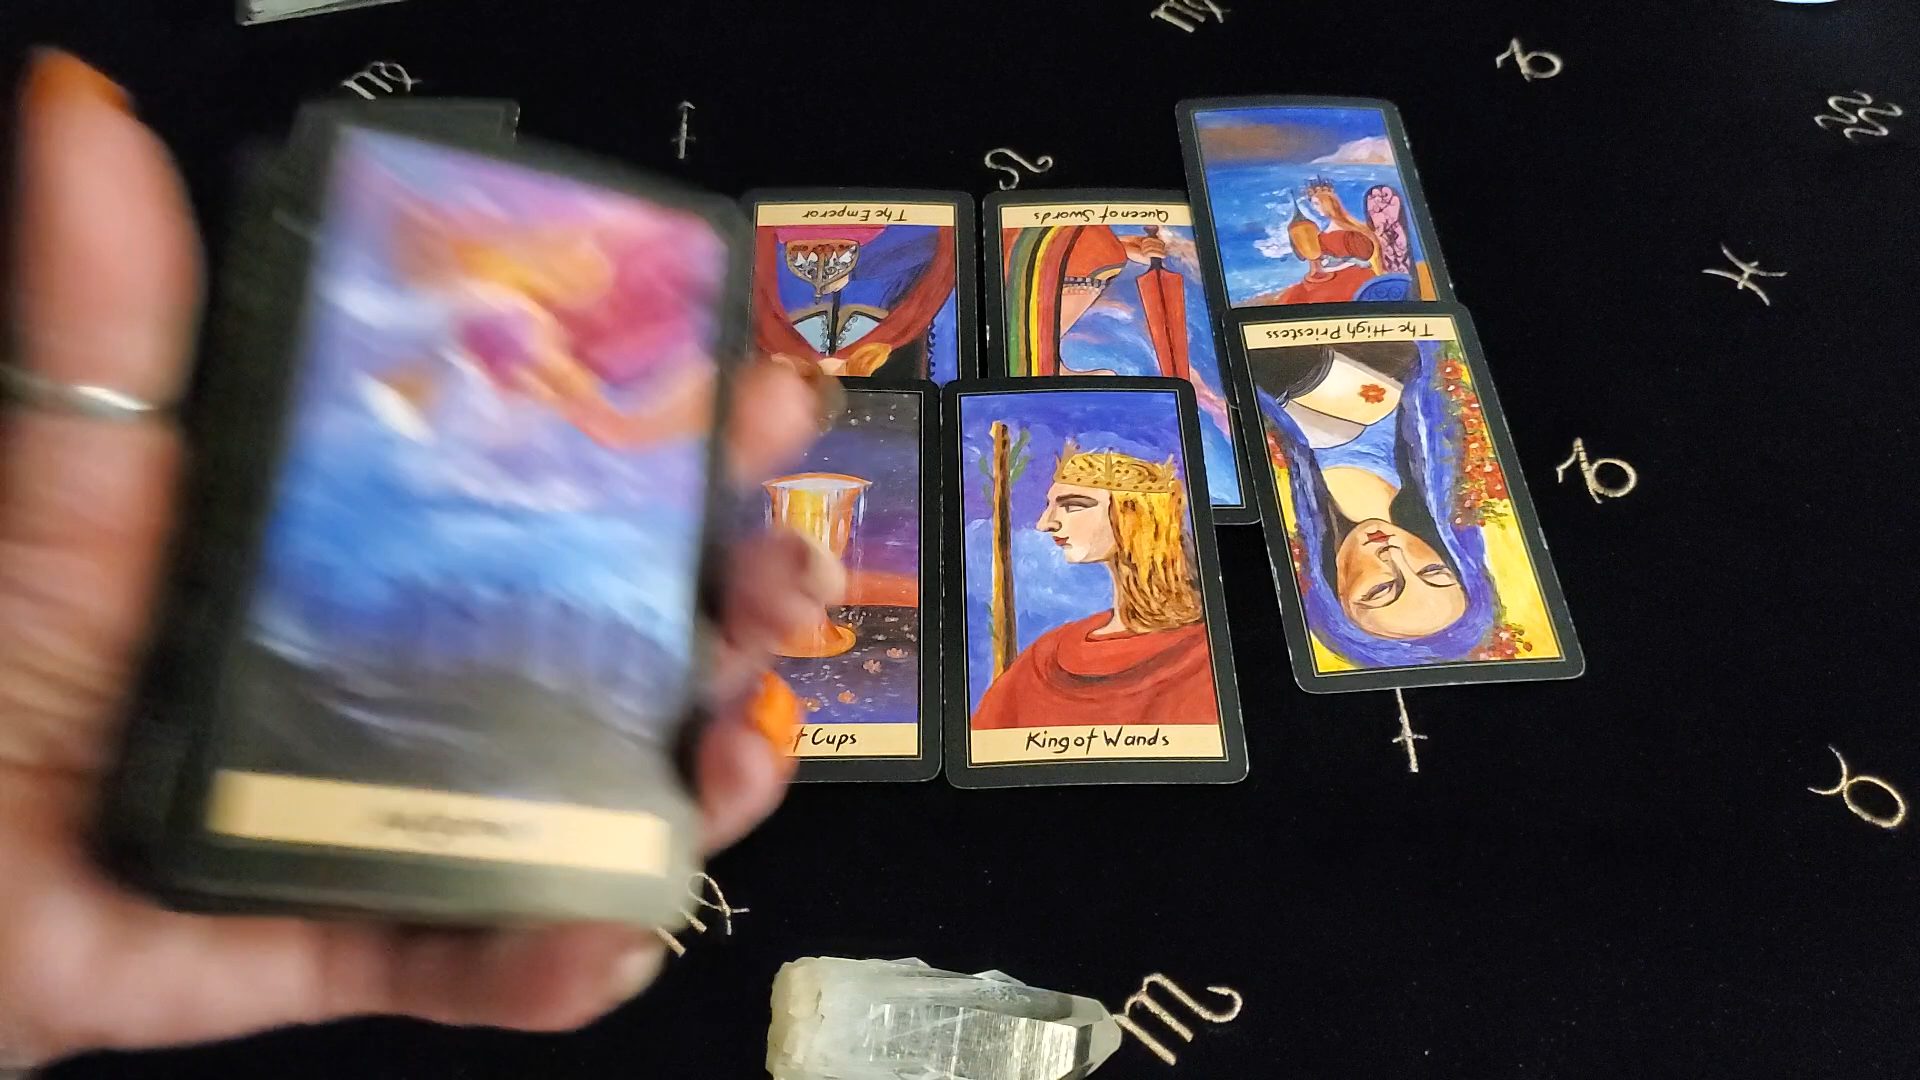 The Emperor
Queen of Swords
The High Priestess
of Cups
King of Wands